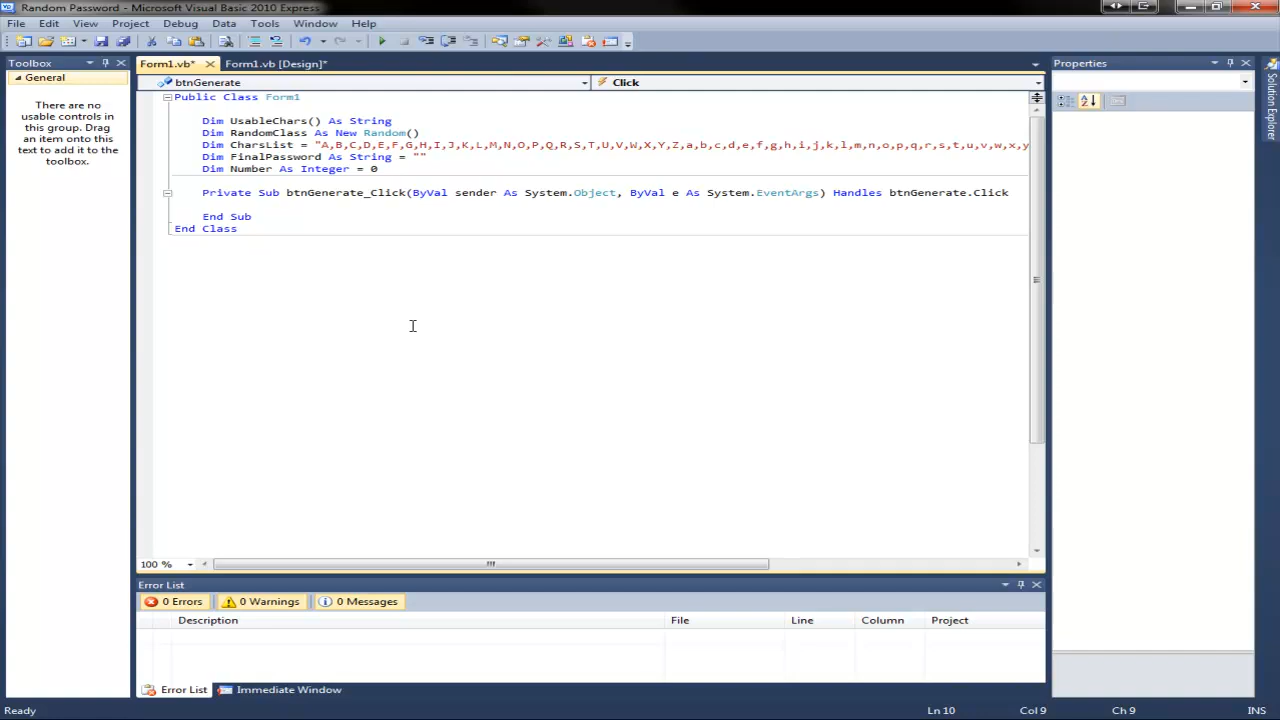 Random Password - Microsoft Visual Basic 2010 Express
File Edit View Project Debug Data Tools Window Help
Toolbox
General
There are no
usable controls in
this group. Drag
an item onto this
text to add it to the
toolbox.
Form1.vb* Form1.vb [Design]*
btnGenerate Click
Public Class Form1
Dim UsableChars() As String
Dim RandomClass As New Random()
Dim CharsList = "A,B,C,D,E,F,G,H,I,J,K,L,M,N,O,P,Q,R,S,T,U,V,W,X,Y,Z,a,b,c,d,e,f,g,h,i,j,k,l,m,n,o,p,q,r,s,t,u,v,w,x,y
Dim FinalPassword As String = ""
Dim Number As Integer = 0
Private Sub btnGenerate_Click(ByVal sender As System.Object, ByVal e As System.EventArgs) Handles btnGenerate.Click
End Sub
End Class
100 %
Properties
Solution Explorer
Error List
0 Errors 0 Warnings 0 Messages
Description File Line Column Project
Error List Immediate Window
Ready Ln 10 Col 9 Ch 9 INS